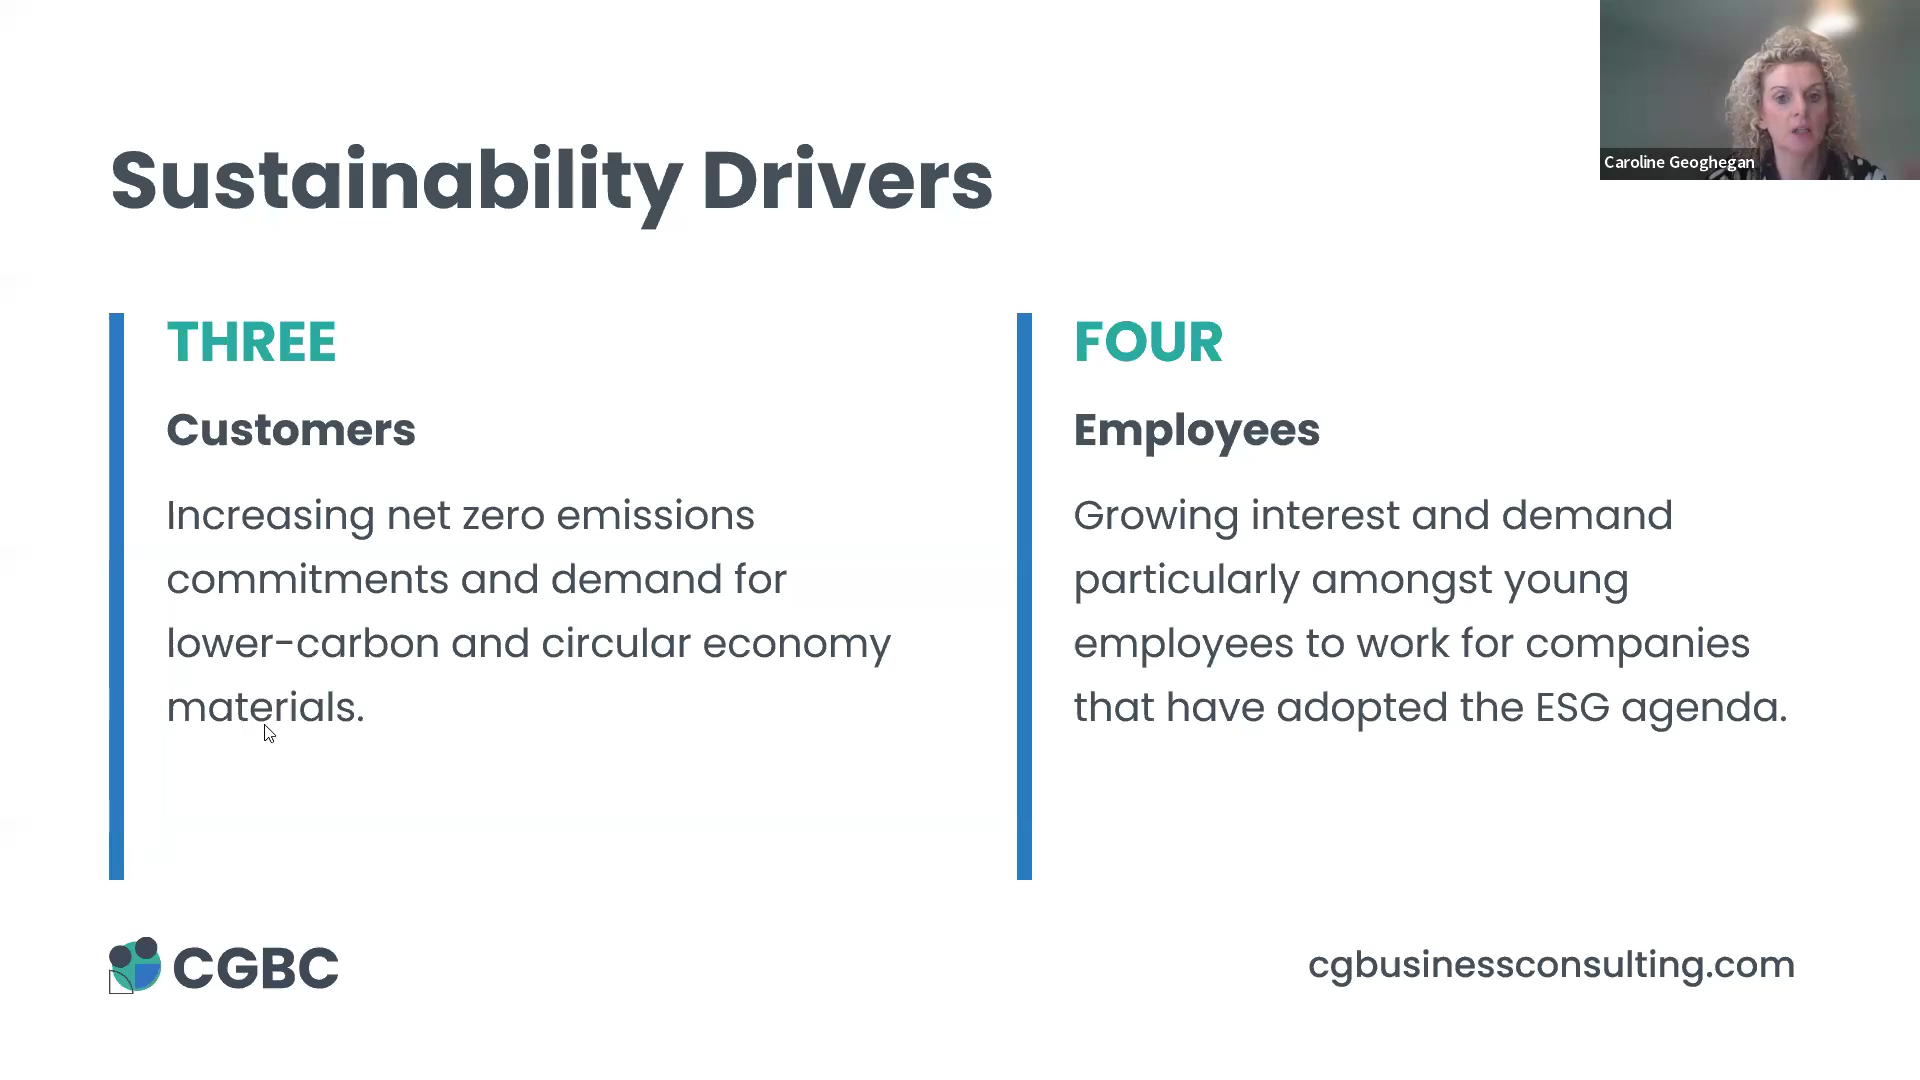 Sustainability Drivers
Caroline Geoghegan
THREE
Customers
Increasing net zero emissions
commitments and demand for
lower-carbon and circular economy
materials.
FOUR
Employees
Growing interest and demand
particularly amongst young
employees to work for companies
that have adopted the ESG agenda.
CGBC
cgbusinessconsulting.com